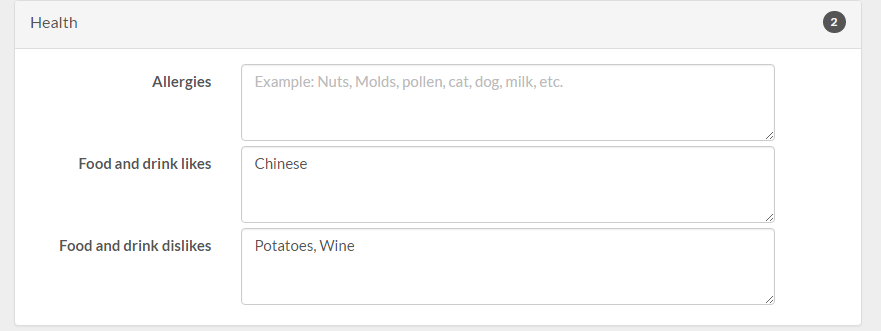 Health
2
Allergies
Example: Nuts, Molds, pollen, cat, dog, milk, etc.
Food and drink likes
Chinese
Food and drink dislikes
Potatoes, Wine